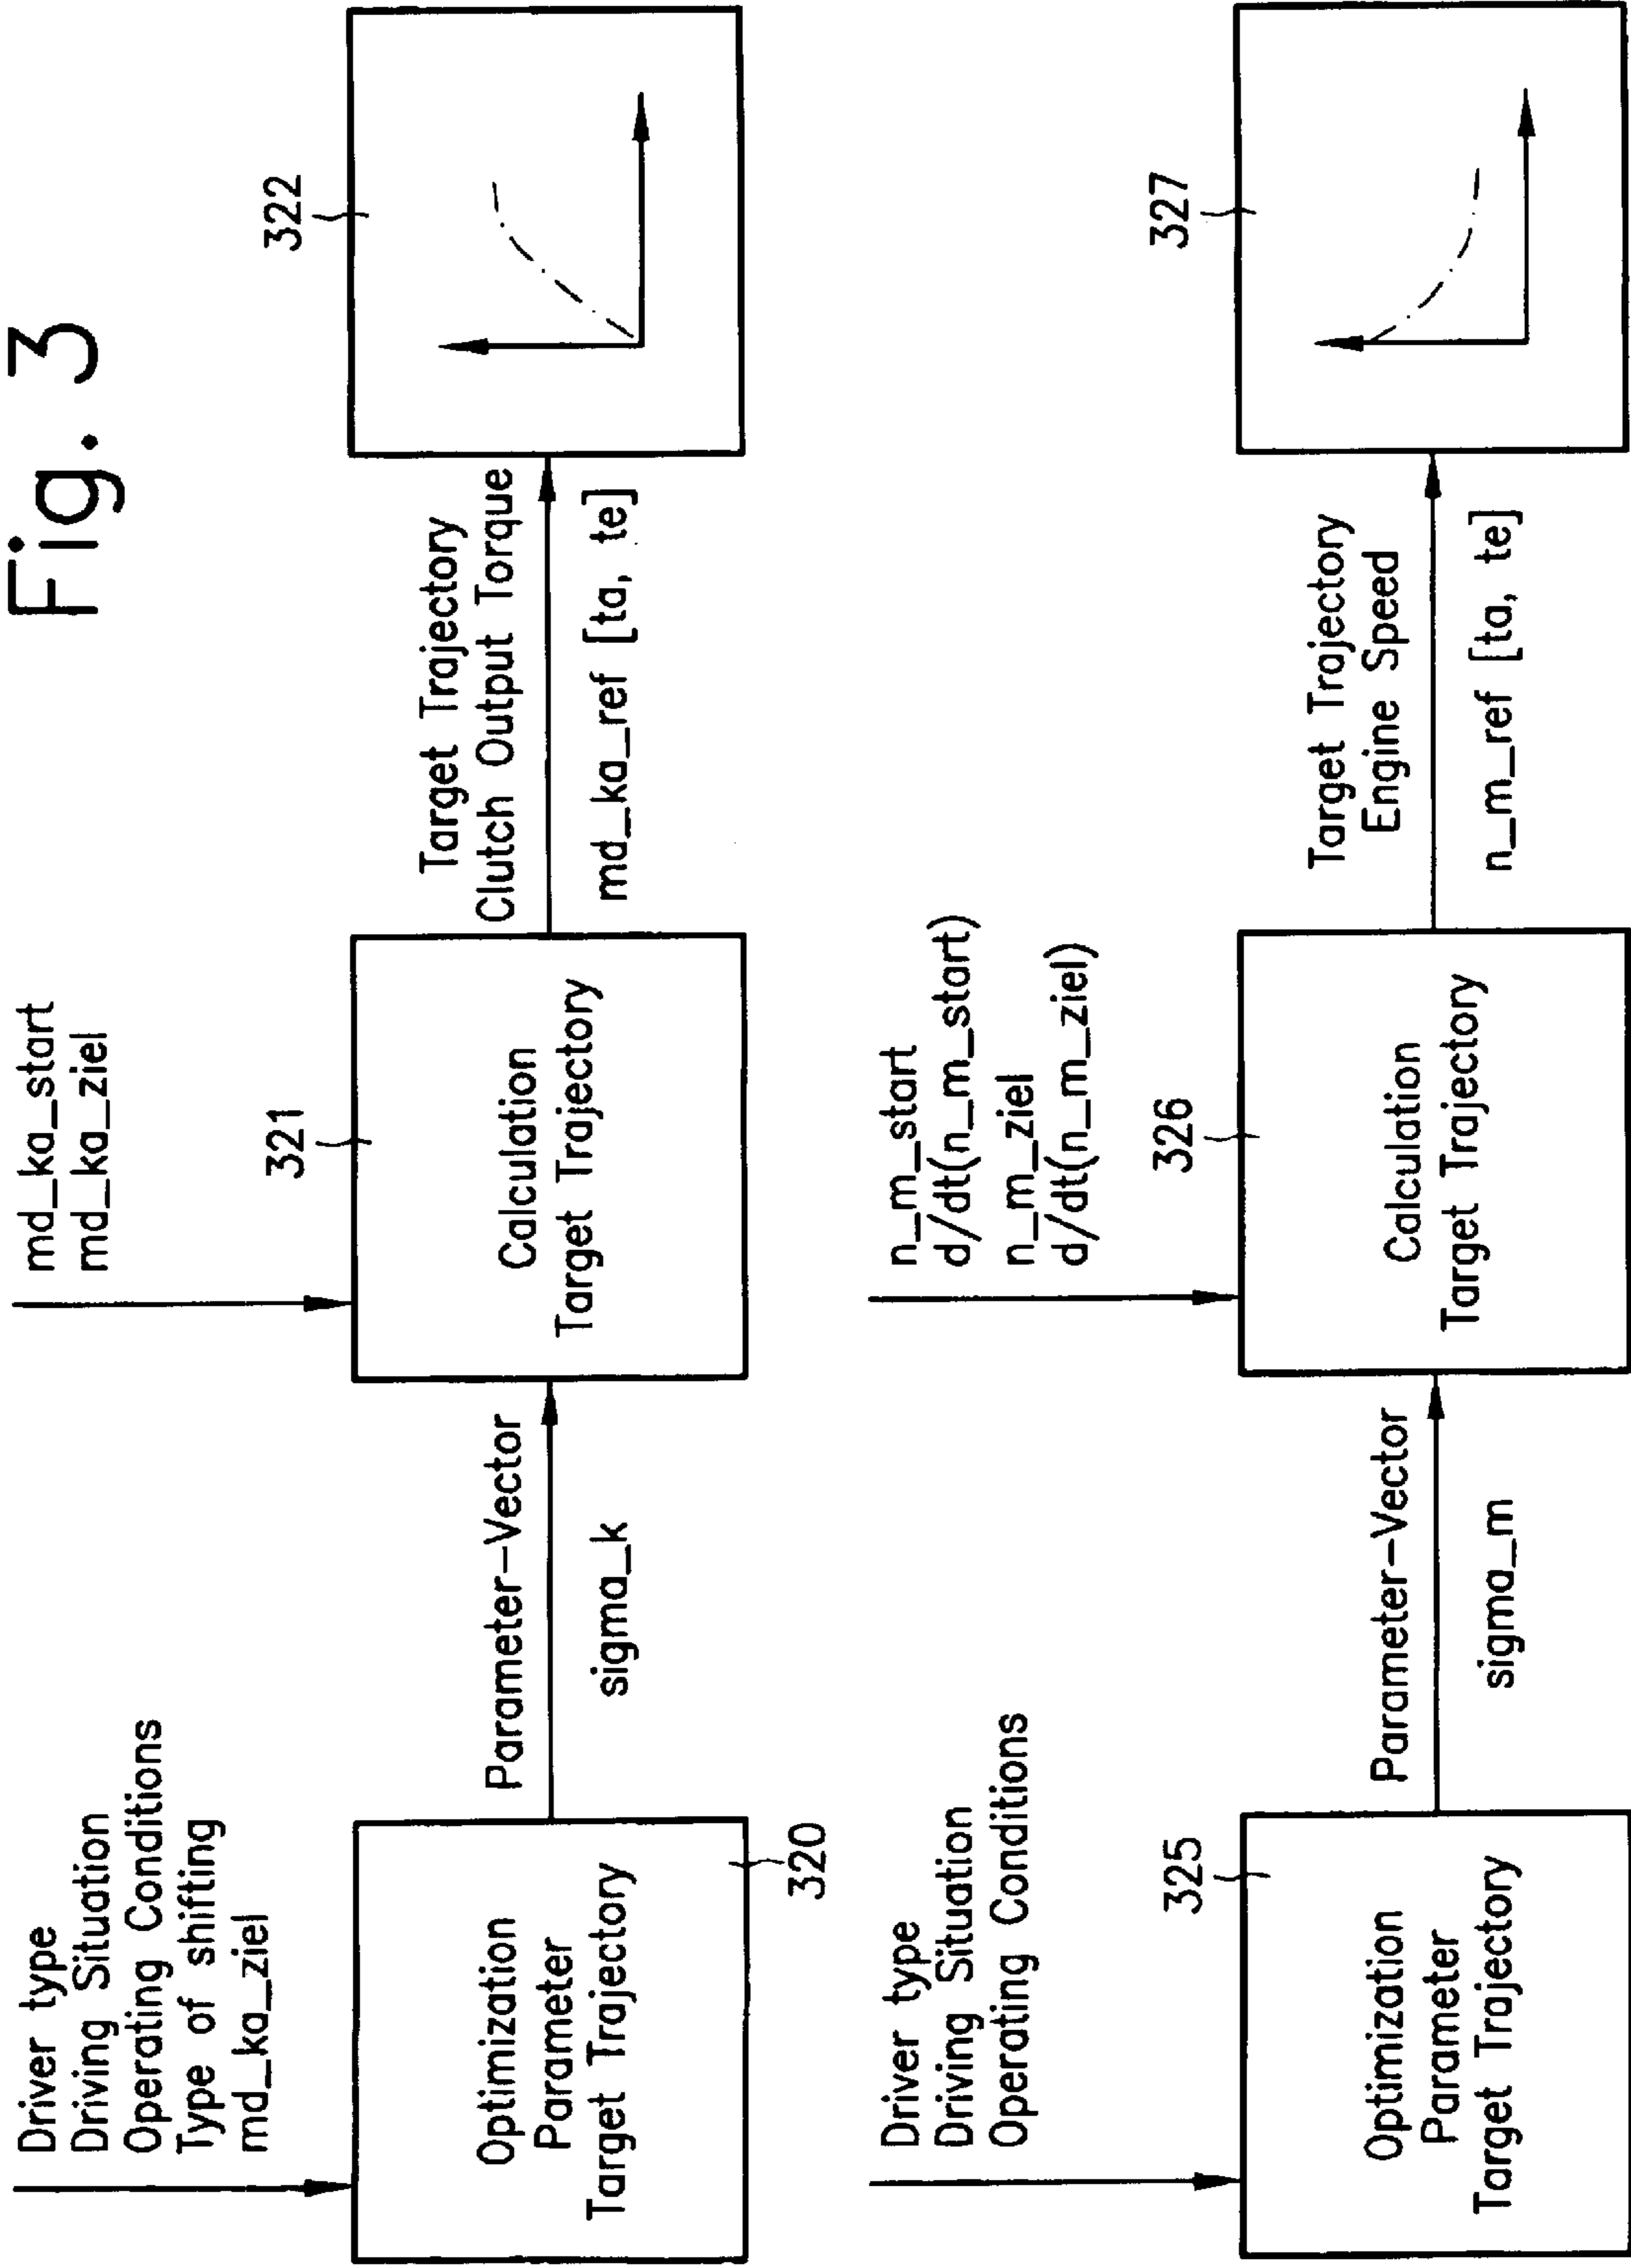 Fig. 3
Driver type
Driving Situation
Operating Conditions
Type of shifting
md_ka_ziel
Optimization
Parameter
Target Trajectory
320
Parameter-Vector
sigma_k
md_ka_start
md_ka_ziel
321
Calculation
Target Trajectory
Target Trajectory
Clutch Output Torque
md_ka_ref [ta, te]
322
Driver type
Driving Situation
Operating Conditions
325
Optimization
Parameter
Target Trajectory
Parameter-Vector
sigma_m
n_m_start
d/dt(n_m_start)
n_m_ziel
d/dt(n_m_ziel)
326
Calculation
Target Trajectory
Target Trajectory
Engine Speed
n_m_ref [ta, te]
327